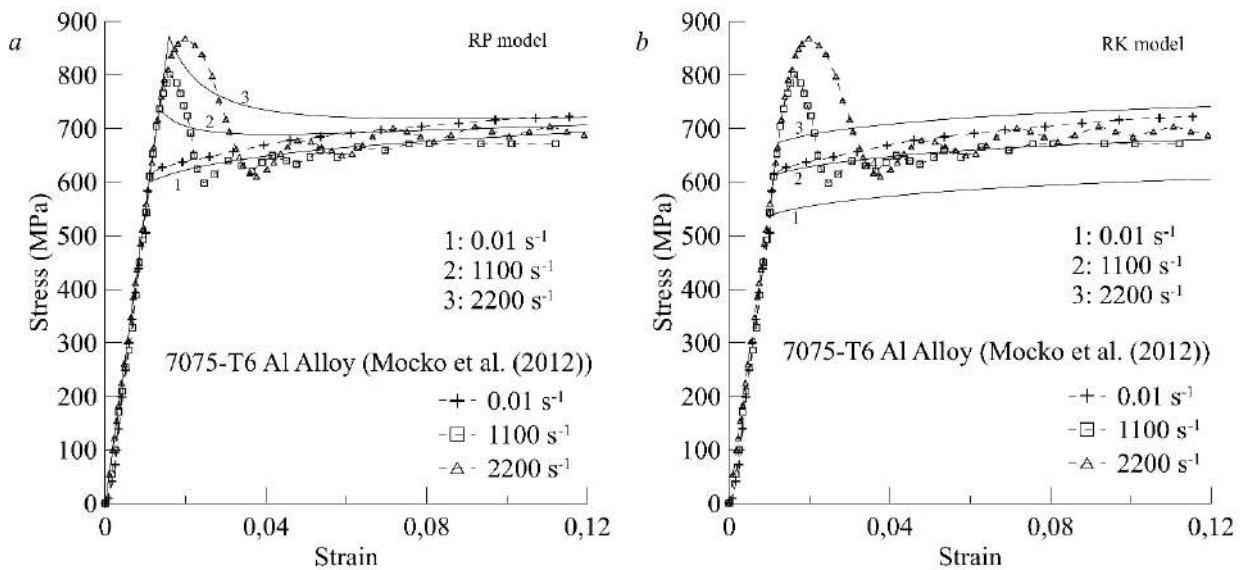 a
RP model
900
800
700
600
500
400
300
200
100
0
Stress (MPa)
3
2
1
1: 0.01 s⁻¹
2: 1100 s⁻¹
3: 2200 s⁻¹
7075-T6 Al Alloy (Mocko et al. (2012))
0.01 s⁻¹
1100 s⁻¹
2200 s⁻¹
0 0,04 0,08 0,12
Strain
b
RK model
900
800
700
600
500
400
300
200
100
0
Stress (MPa)
3
2
1
1: 0.01 s⁻¹
2: 1100 s⁻¹
3: 2200 s⁻¹
7075-T6 Al Alloy (Mocko et al. (2012))
0.01 s⁻¹
1100 s⁻¹
2200 s⁻¹
0 0,04 0,08 0,12
Strain